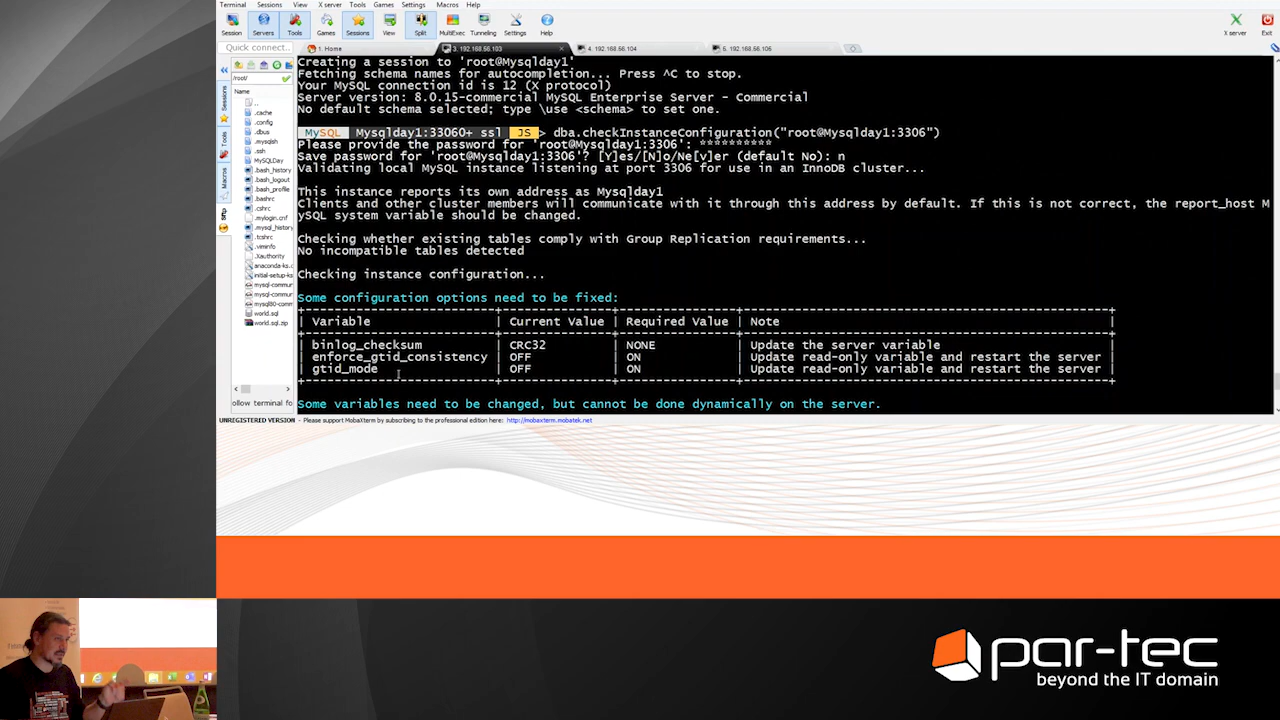 Terminal Sessions View X server Tools Games Settings Macros Help
Session Servers Tools Games Sessions View Split MultiExec Tunneling Settings Help X server Exit
Quick connect... 1. Home 3. 192.168.56.103 4. 192.168.56.104 5. 192.168.56.106
/root/
Name
..
.cache
.config
.dbus
.mysqlsh
.ssh
MySQLDay
.bash_history
.bash_logout
.bash_profile
.bashrc
.cshrc
.mylogin.cnf
.mysql_history
.tcshrc
.viminfo
.Xauthority
anaconda-ks.c
initial-setup-ks
mysql-commun
mysql-commun
mysql80-comm
world.sql
world.sql.zip
ollow terminal fo
Sessions
Tools
Macros
Sftp
Creating a session to 'root@Mysqlday1'
Fetching schema names for autocompletion... Press ^C to stop.
Your MySQL connection id is 12 (X protocol)
Server version: 8.0.15-commercial MySQL Enterprise Server - Commercial
No default schema selected; type \use <schema> to set one.
MySQL Mysqlday1:33060+ ssl JS > dba.checkInstanceConfiguration("root@Mysqlday1:3306")
Please provide the password for 'root@Mysqlday1:3306': **********
Save password for 'root@Mysqlday1:3306'? [Y]es/[N]o/Ne[v]er (default No): n
Validating local MySQL instance listening at port 3306 for use in an InnoDB cluster...
This instance reports its own address as Mysqlday1
Clients and other cluster members will communicate with it through this address by default. If this is not correct, the report_host M
ySQL system variable should be changed.
Checking whether existing tables comply with Group Replication requirements...
No incompatible tables detected
Checking instance configuration...
Some configuration options need to be fixed:
| Variable | Current Value | Required Value | Note |
| binlog_checksum | CRC32 | NONE | Update the server variable |
| enforce_gtid_consistency | OFF | ON | Update read-only variable and restart the server |
| gtid_mode | OFF | ON | Update read-only variable and restart the server |
Some variables need to be changed, but cannot be done dynamically on the server.
UNREGISTERED VERSION - Please support MobaXterm by subscribing to the professional edition here: http://mobaxterm.mobatek.net
par-tec
beyond the IT domain